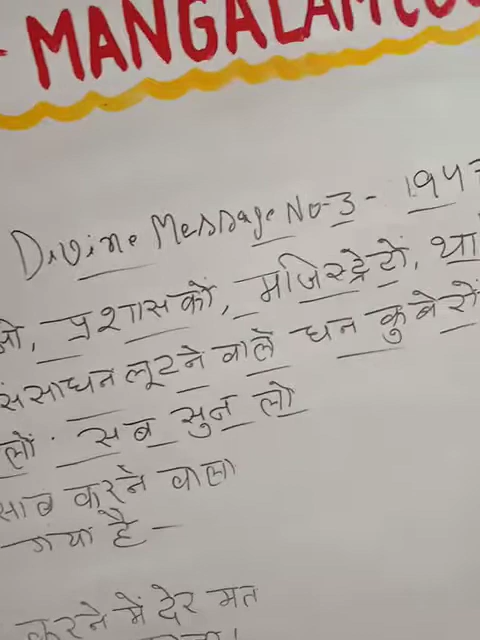 MANGALAM
Divine Message No-3- 194
प्रशासकों, मजिस्ट्रेटों,
संसाधन लूटने वाले धन कुबेरों
सब सुन लो
करने वाला
गया है —
करने में देर मत